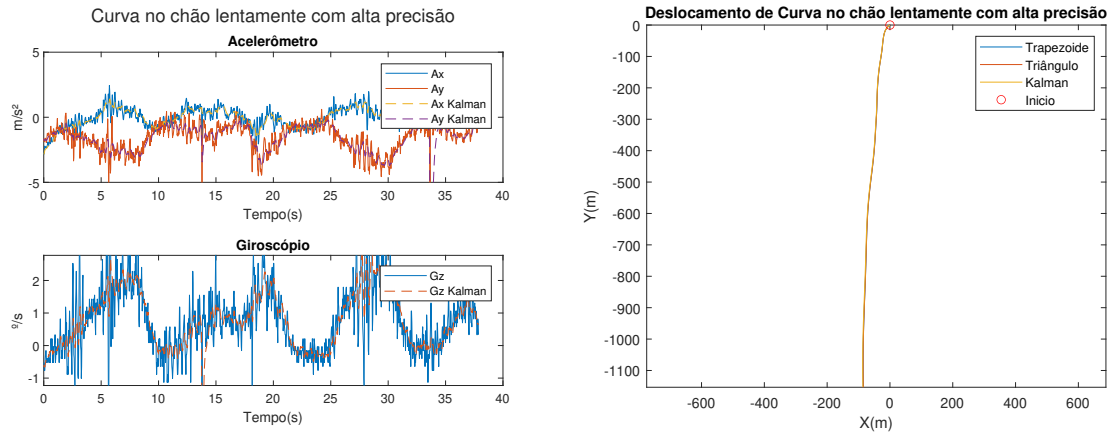 Curva no chão lentamente com alta precisão
Acelerômetro
5
0
-5
m/s²
Ax
Ay
Ax Kalman
Ay Kalman
0 5 10 15 20 25 30 35 40
Tempo(s)
Giroscópio
2
1
0
-1
º/s
Gz
Gz Kalman
0 5 10 15 20 25 30 35 40
Tempo(s)
Deslocamento de Curva no chão lentamente com alta precisão
0
-100
-200
-300
-400
-500
-600
-700
-800
-900
-1000
-1100
Y(m)
Trapezoide
Triângulo
Kalman
Inicio
-600 -400 -200 0 200 400 600
X(m)